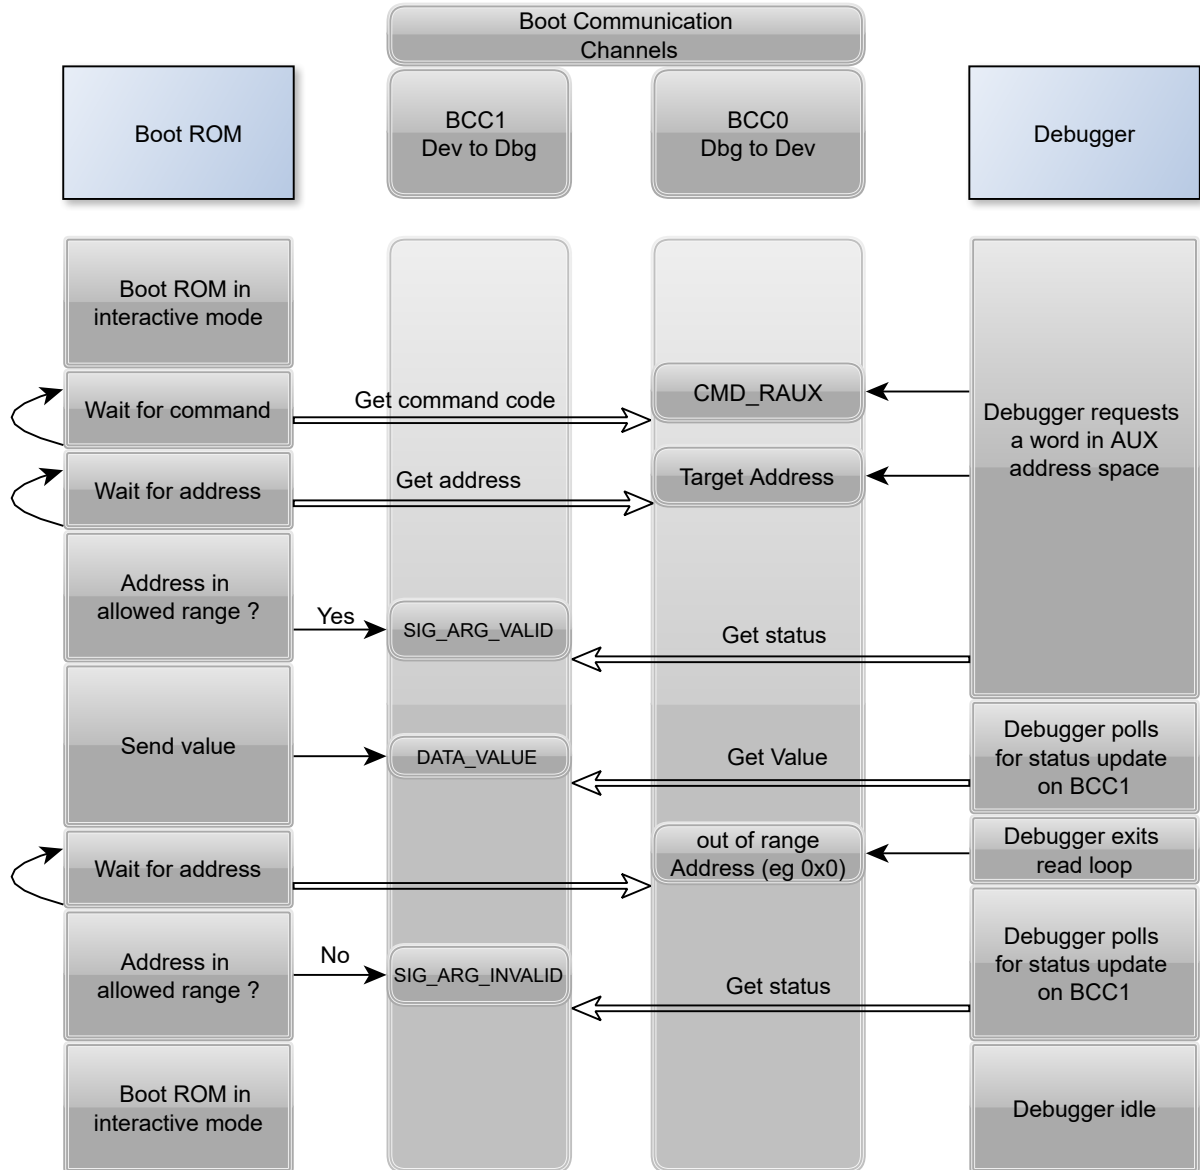 Boot Communication
Channels
Boot ROM
BCC1
Dev to Dbg
BCC0
Dbg to Dev
Debugger
Boot ROM in
interactive mode
Wait for command
Get command code
CMD_RAUX
Debugger requests
a word in AUX
address space
Wait for address
Get address
Target Address
Address in
allowed range ?
Yes
SIG_ARG_VALID
Get status
Send value
DATA_VALUE
Get Value
Debugger polls
for status update
on BCC1
Wait for address
out of range
Address (eg 0x0)
Debugger exits
read loop
Address in
allowed range ?
No
SIG_ARG_INVALID
Get status
Debugger polls
for status update
on BCC1
Boot ROM in
interactive mode
Debugger idle